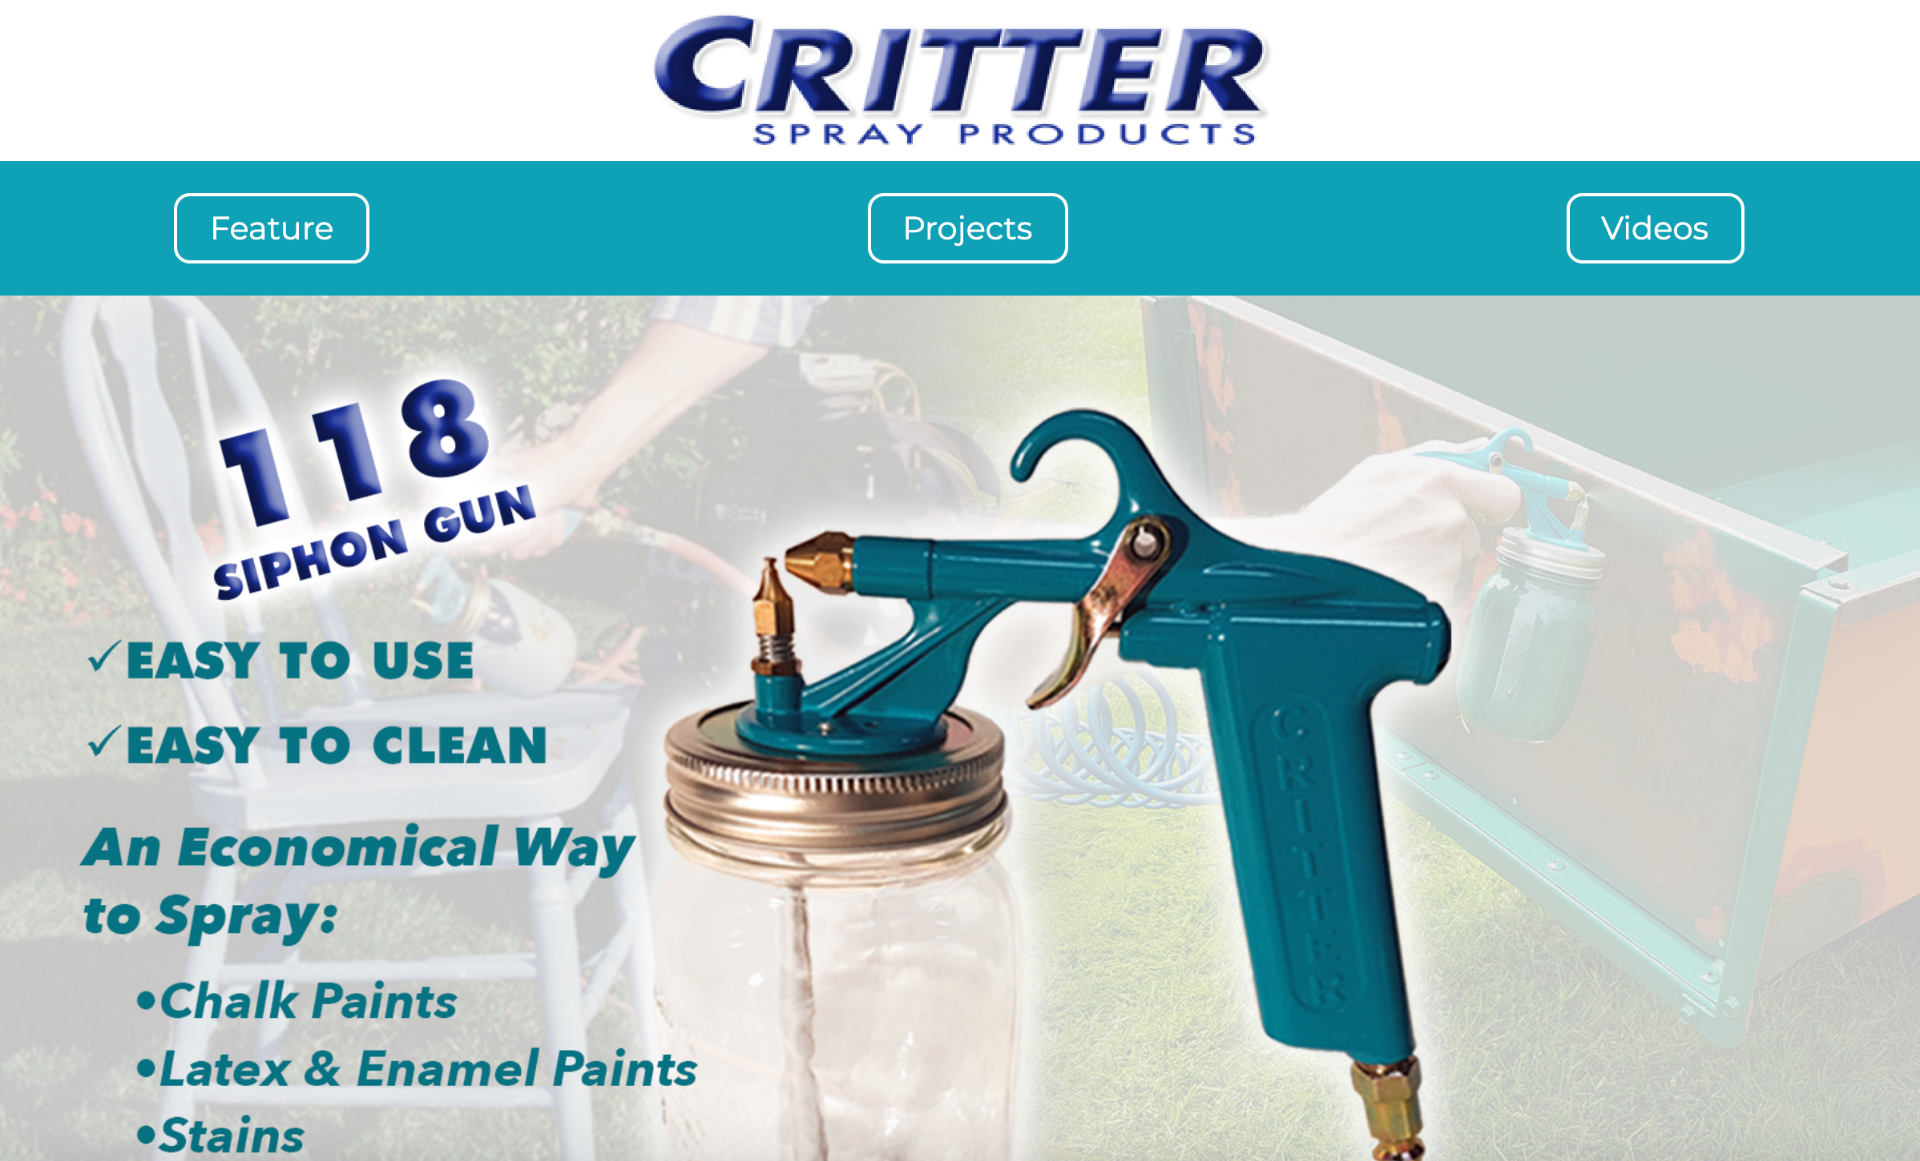 CRITTER
SPRAY PRODUCTS
Feature
Projects
Videos
118
SIPHON GUN
✓EASY TO USE
✓EASY TO CLEAN
An Economical Way
to Spray:
•Chalk Paints
•Latex & Enamel Paints
•Stains
CRITTER